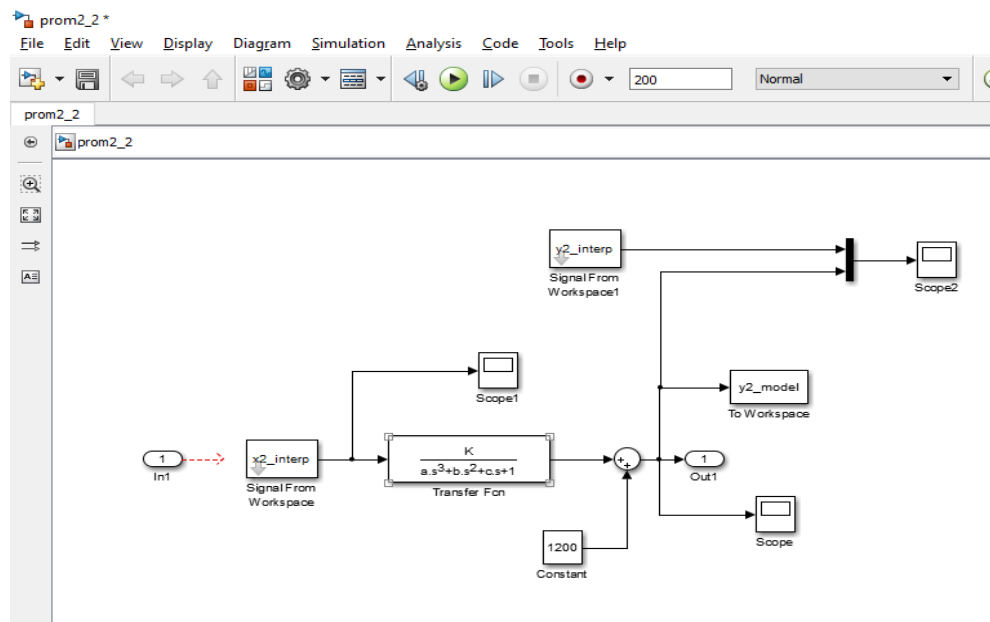 prom2_2 *
File Edit View Display Diagram Simulation Analysis Code Tools Help
200 Normal
prom2_2
prom2_2
y2_interp
Signal From
Workspace1
Scope2
Scope1
y2_model
To Workspace
1
In1
x2_interp
Signal From
Workspace
K
a.s³+b.s²+c.s+1
Transfer Fcn
1
Out1
1200
Constant
Scope